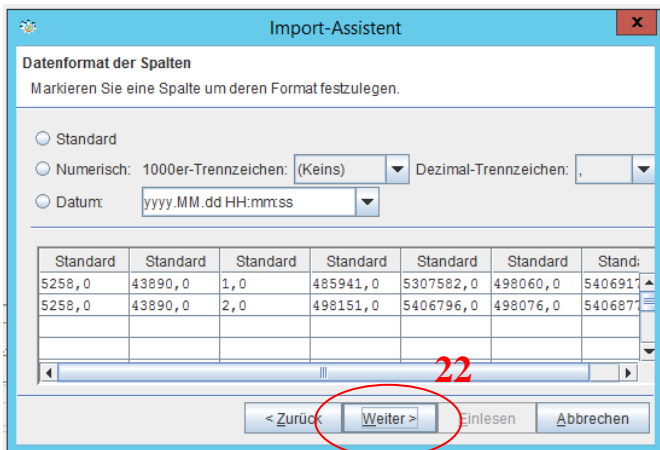 Import-Assistent x
Datenformat der Spalten
Markieren Sie eine Spalte um deren Format festzulegen.
Standard
Numerisch: 1000er-Trennzeichen: (Keins) Dezimal-Trennzeichen: ,
Datum: yyyy.MM.dd HH:mm:ss
Standard Standard Standard Standard Standard Standard Standa
5258,0 43890,0 1,0 485941,0 5307582,0 498060,0 5406917
5258,0 43890,0 2,0 498151,0 5406796,0 498076,0 5406877
22
< Zurück Weiter > Einlesen Abbrechen